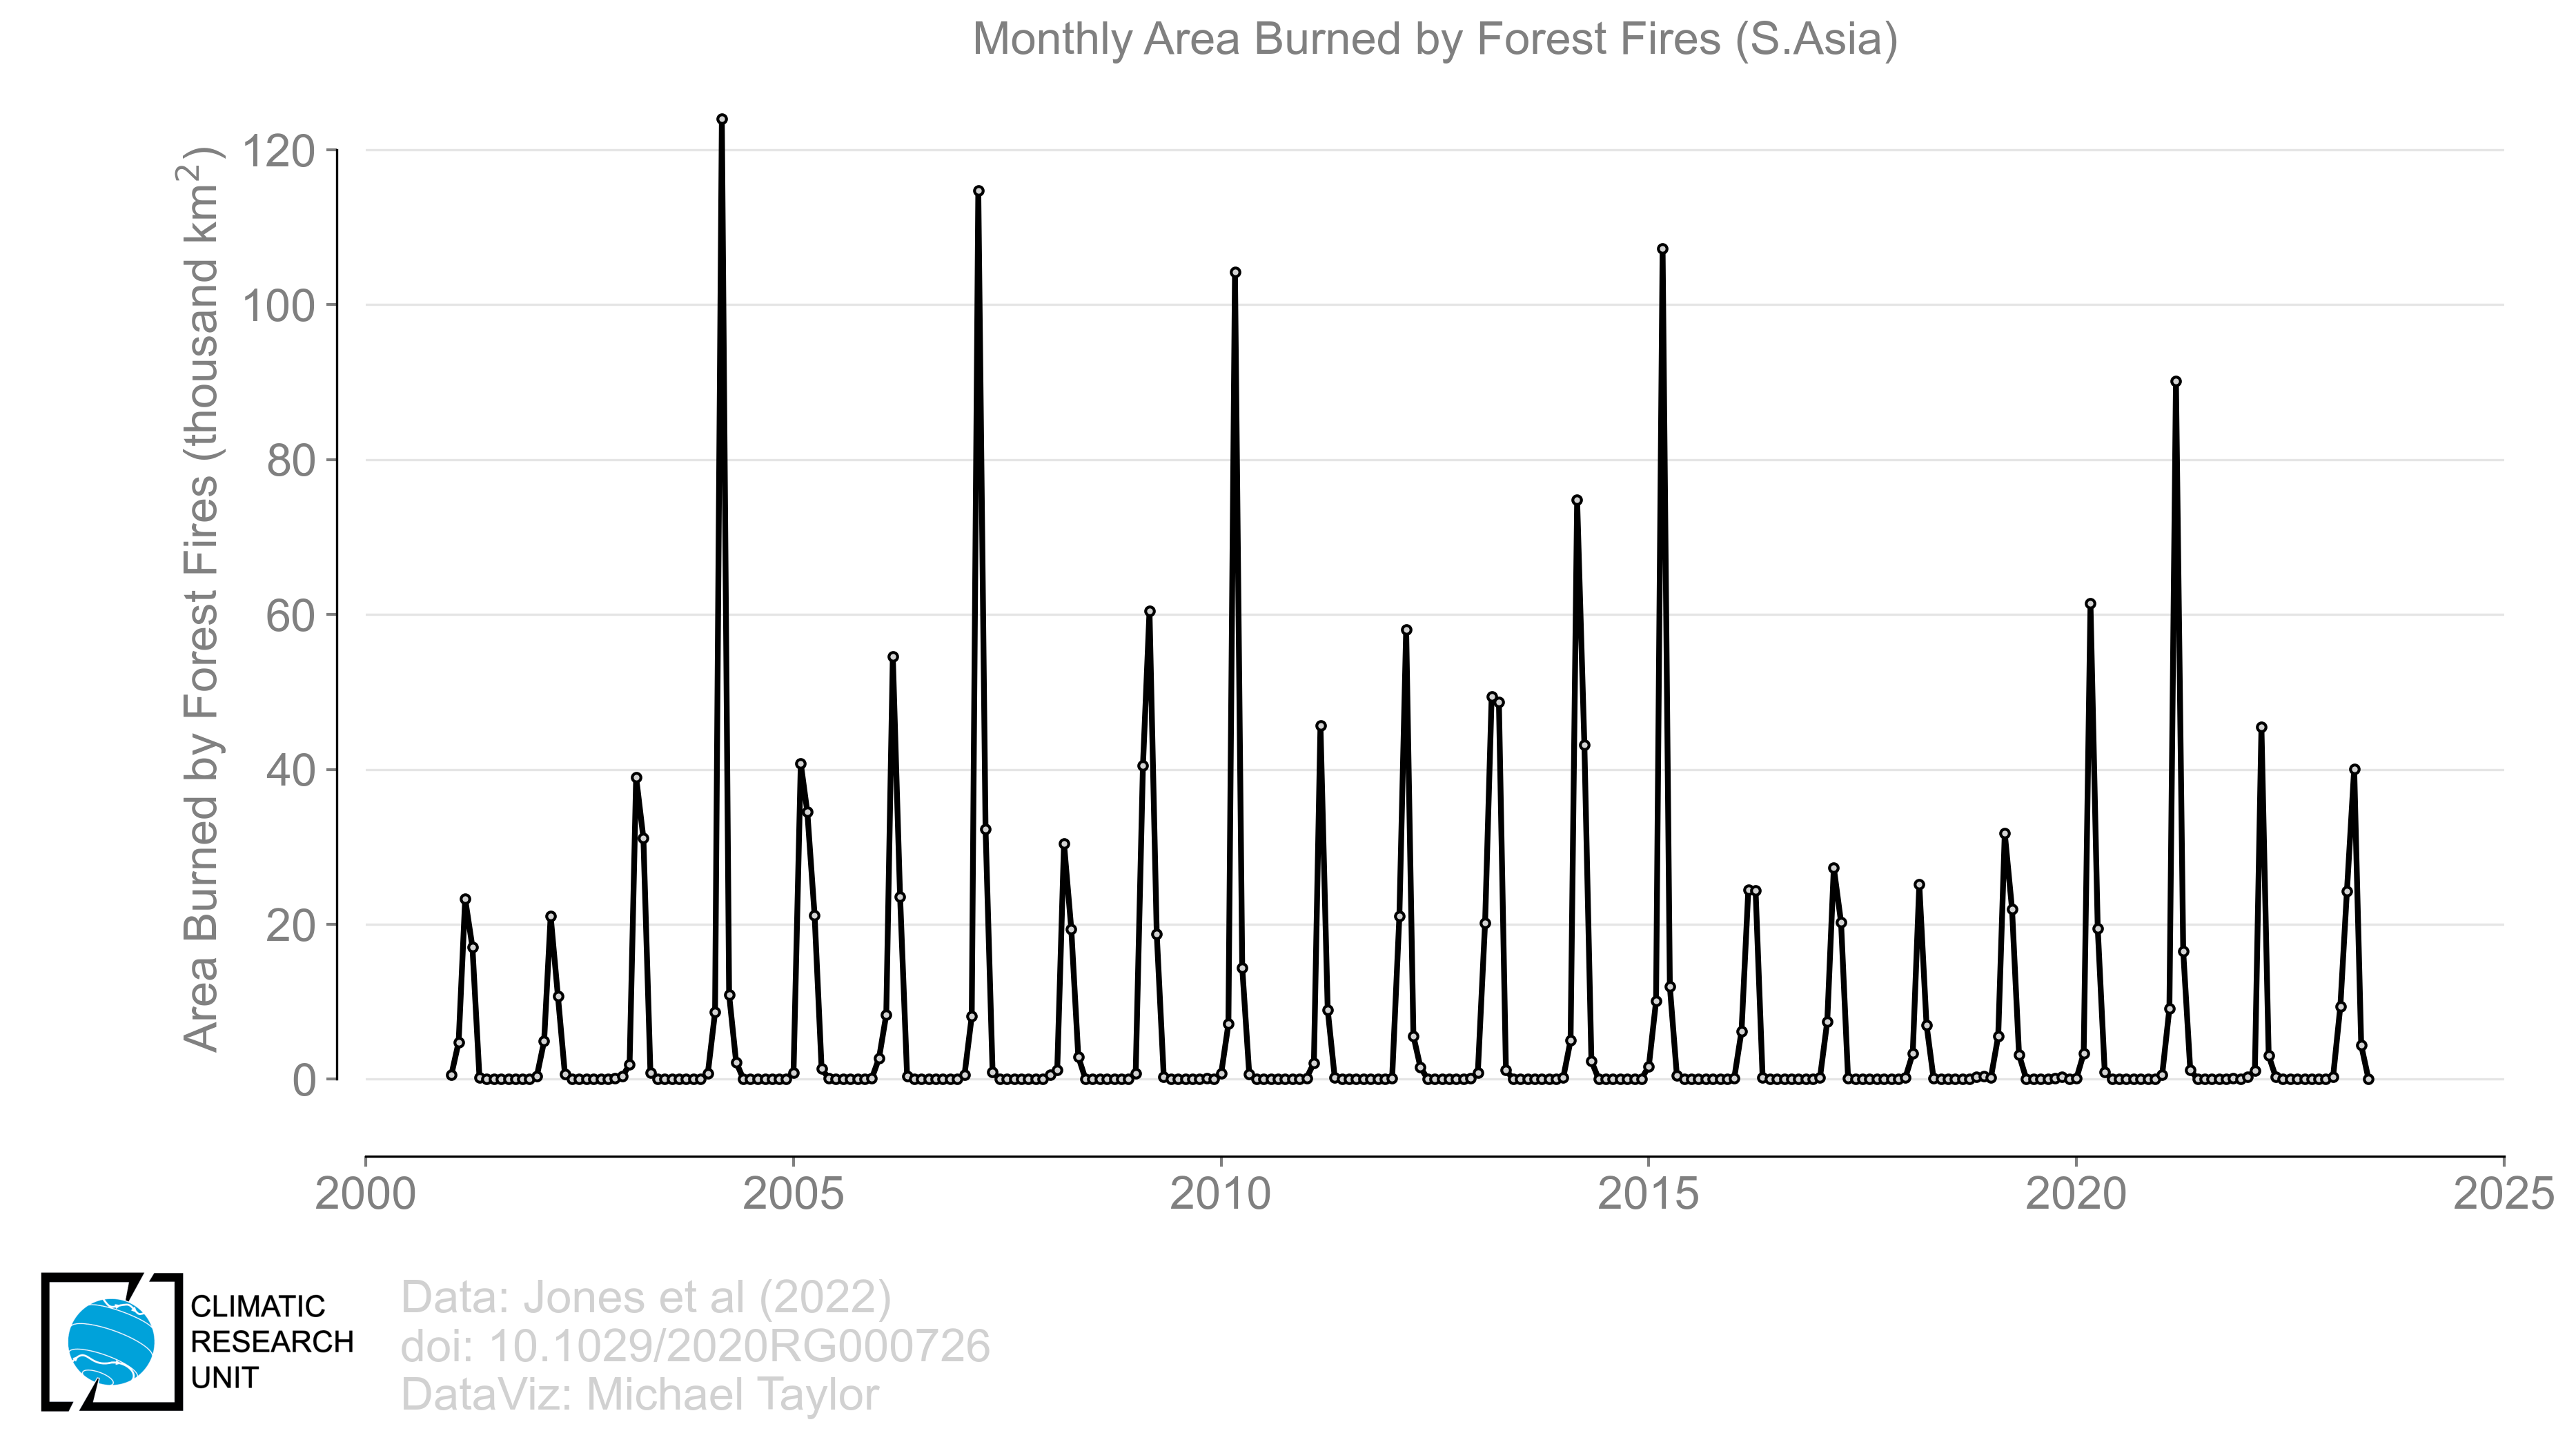 Monthly Area Burned by Forest Fires (S.Asia)
Area Burned by Forest Fires (thousand km²)
120
100
80
60
40
20
0
2000
2005
2010
2015
2020
2025
CLIMATIC
RESEARCH
UNIT
Data: Jones et al (2022)
doi: 10.1029/2020RG000726
DataViz: Michael Taylor